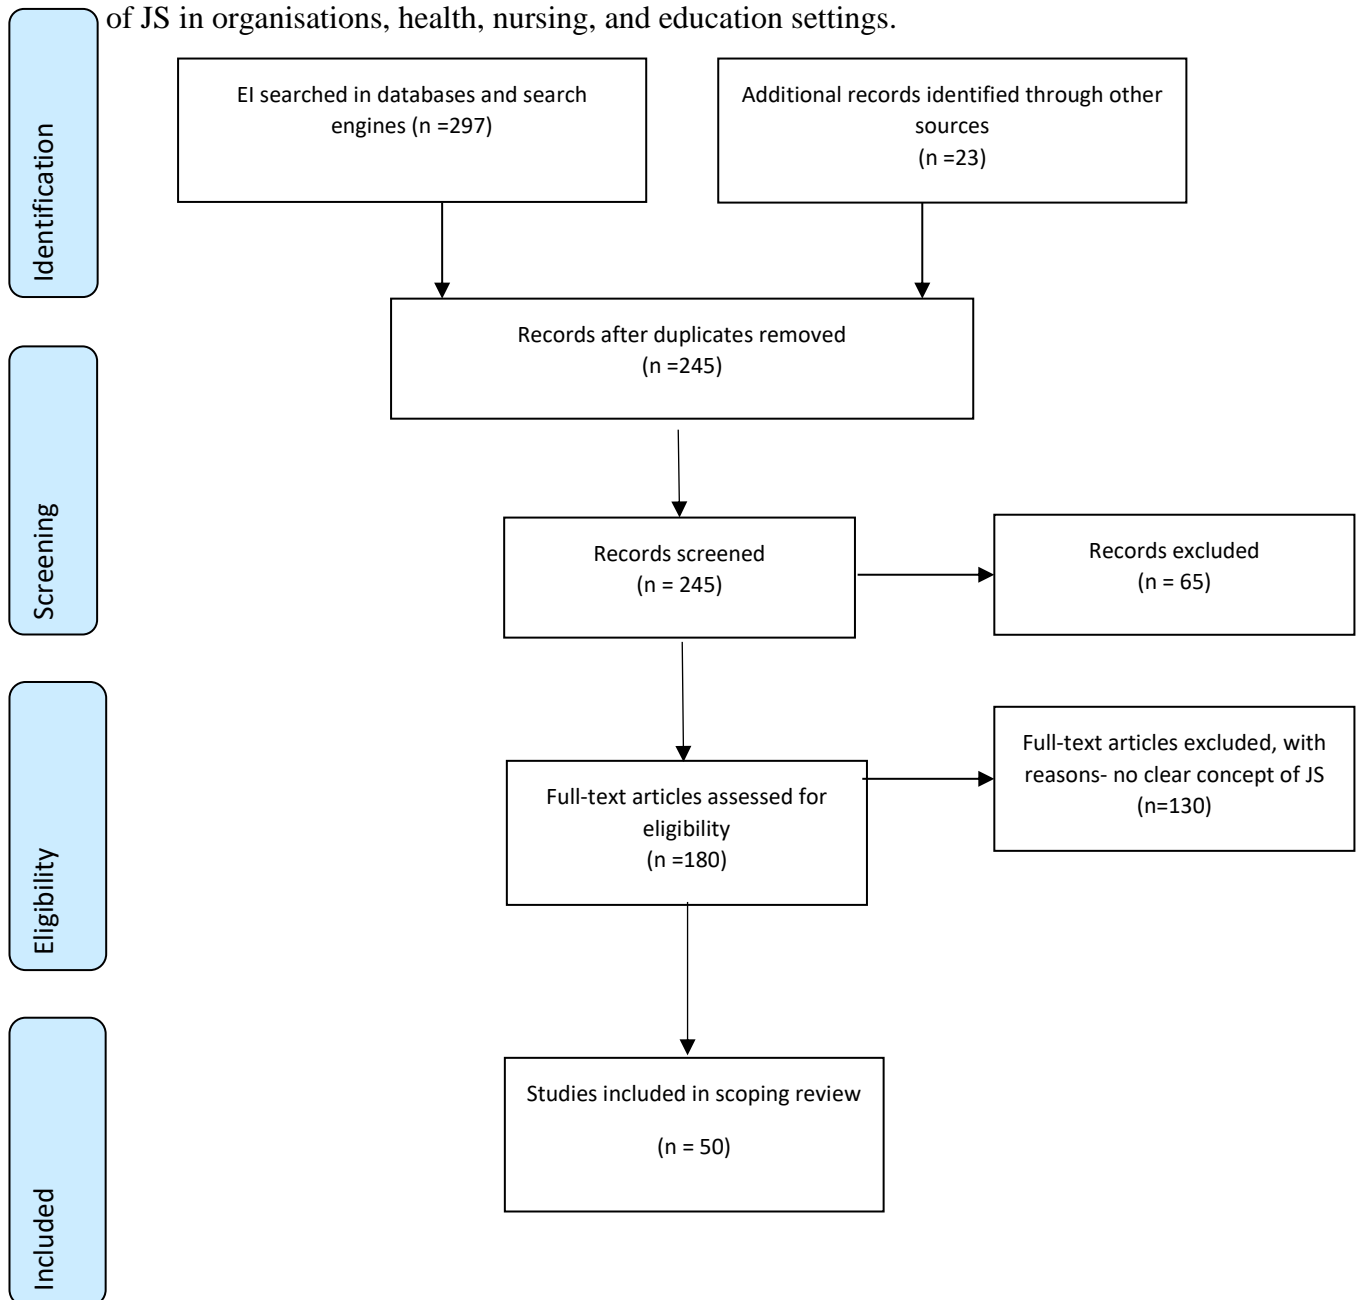 of JS in organisations, health, nursing, and education settings.
Identification
EI searched in databases and search
engines (n =297)
Additional records identified through other
sources
(n =23)
Records after duplicates removed
(n =245)
Screening
Records screened
(n = 245)
Records excluded
(n = 65)
Eligibility
Full-text articles assessed for
eligibility
(n =180)
Full-text articles excluded, with
reasons- no clear concept of JS
(n=130)
Included
Studies included in scoping review
(n = 50)